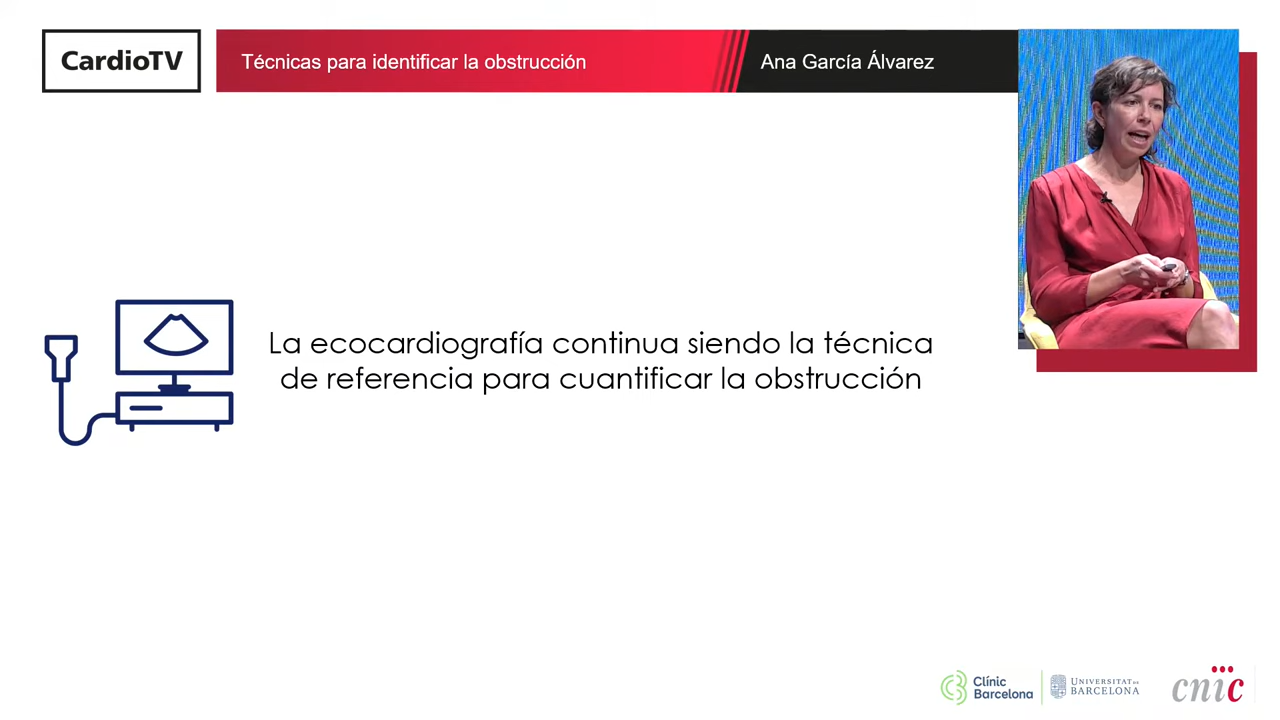 CardioTV
Técnicas para identificar la obstrucción
Ana García Álvarez
La ecocardiografía continua siendo la técnica
de referencia para cuantificar la obstrucción
Clínic
Barcelona
UNIVERSITAT DE
BARCELONA
cnic